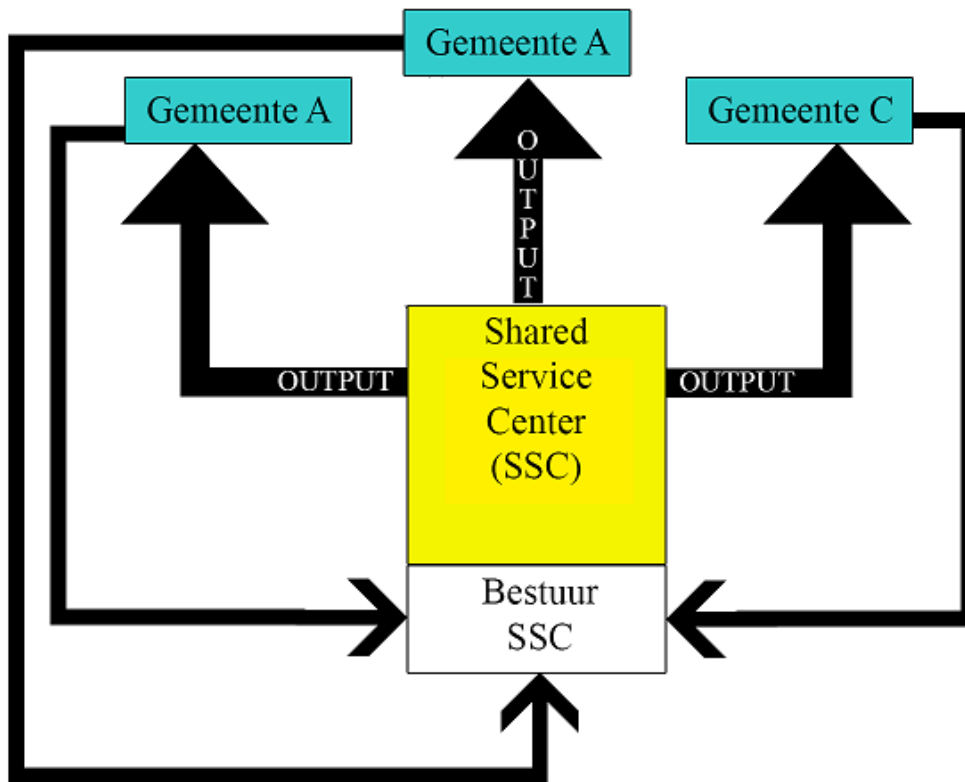 Gemeente A
Gemeente A
Gemeente C
OUTPUT
OUTPUT
OUTPUT
Shared
Service
Center
(SSC)
Bestuur
SSC